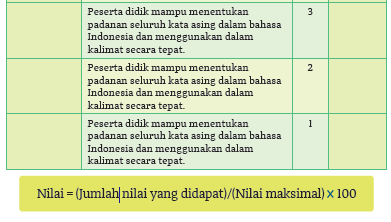 Peserta didik mampu menentukan
padanan seluruh kata asing dalam bahasa
Indonesia dan menggunakan dalam
kalimat secara tepat.
3
Peserta didik mampu menentukan
padanan seluruh kata asing dalam bahasa
Indonesia dan menggunakan dalam
kalimat secara tepat.
2
Peserta didik mampu menentukan
padanan seluruh kata asing dalam bahasa
Indonesia dan menggunakan dalam
kalimat secara tepat.
1
Nilai = (Jumlah nilai yang didapat)/(Nilai maksimal) x 100